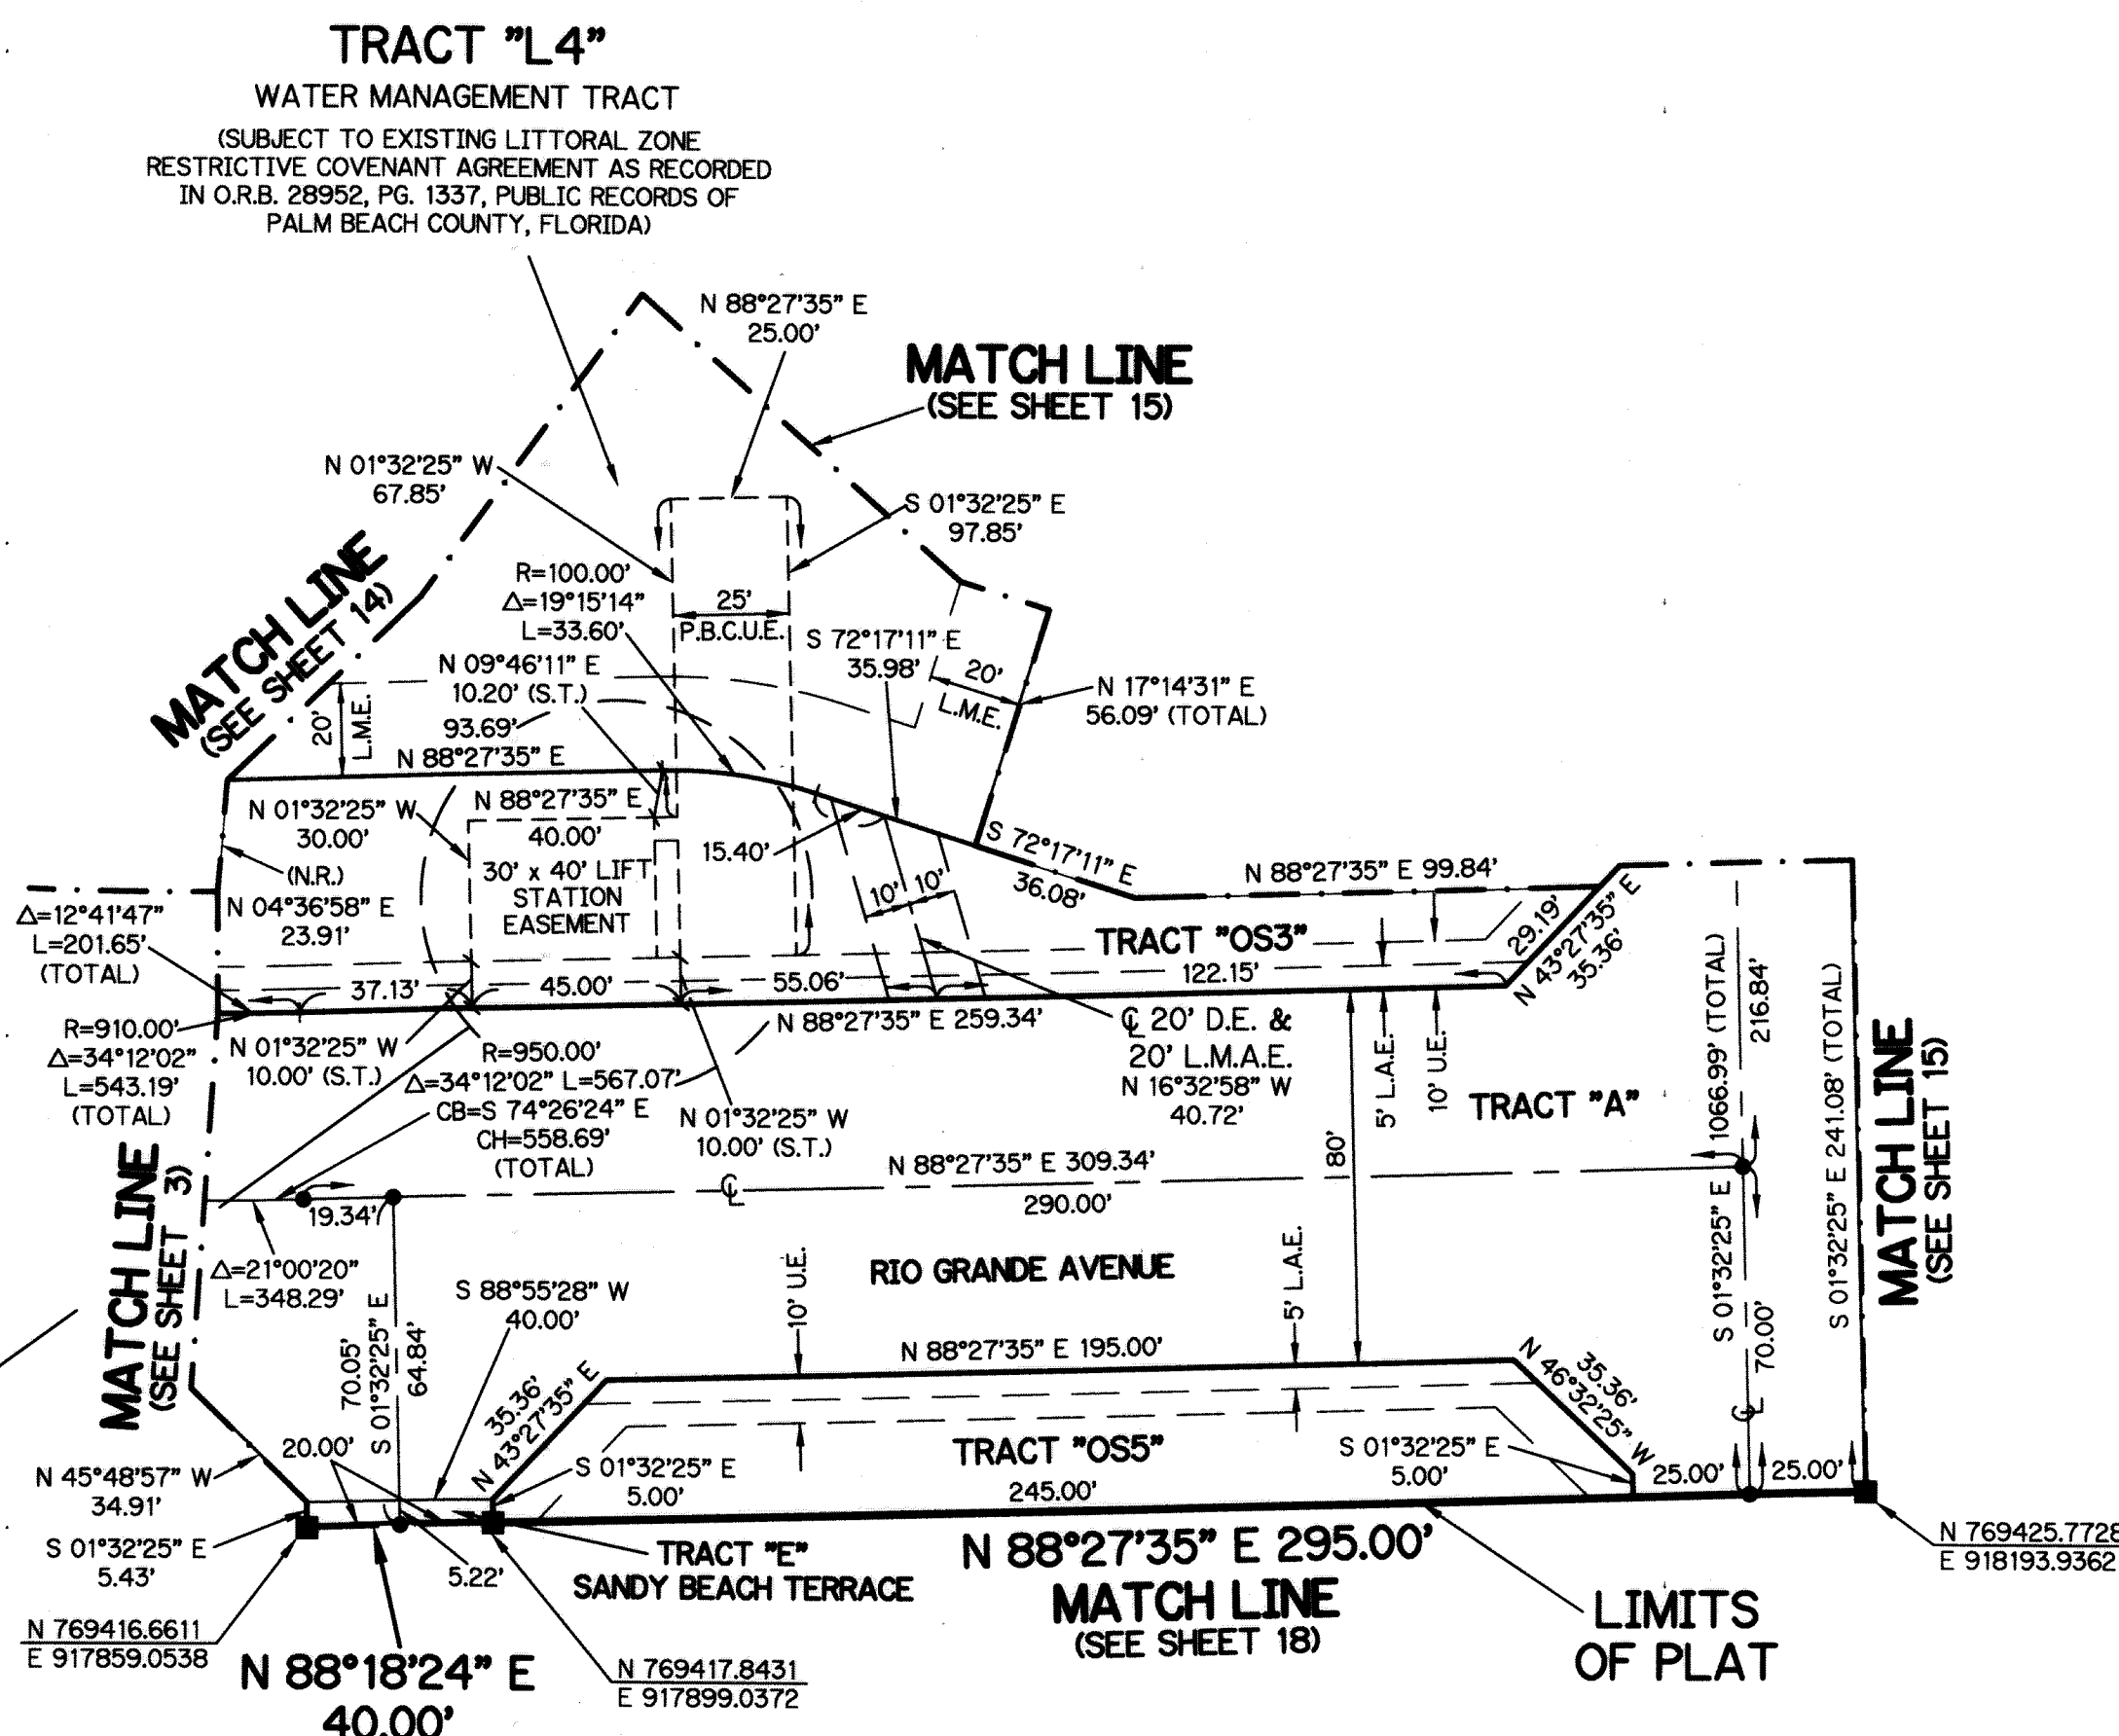 TRACT "L4"
WATER MANAGEMENT TRACT
(SUBJECT TO EXISTING LITTORAL ZONE
RESTRICTIVE COVENANT AGREEMENT AS RECORDED
IN O.R.B. 28952, PG. 1337, PUBLIC RECORDS OF
PALM BEACH COUNTY, FLORIDA)
N 88°27'35" E
25.00'
MATCH LINE
(SEE SHEET 15)
N 01°32'25" W
67.85'
S 01°32'25" E
97.85'
MATCH LINE
(SEE SHEET 14)
R=100.00'
Δ=19°15'14"
L=33.60'
25'
P.B.C.U.E.
S 72°17'11" E
35.98'
20'
L.M.E.
N 17°14'31" E
56.09' (TOTAL)
N 09°46'11" E
10.20' (S.T.)
93.69'
N 88°27'35" E
20'
L.M.E.
N 01°32'25" W
30.00'
N 88°27'35" E
40.00'
30' x 40' LIFT
STATION
EASEMENT
15.40'
10'
10'
S 72°17'11" E
36.08'
N 88°27'35" E 99.84'
(N.R.)
N 04°36'58" E
23.91'
Δ=12°41'47"
L=201.65'
(TOTAL)
TRACT "OS3"
29.19'
N 43°27'35" E
35.36'
37.13'
45.00'
55.06'
122.15'
N 88°27'35" E 259.34'
R=910.00'
Δ=34°12'02"
L=543.19'
(TOTAL)
N 01°32'25" W
10.00' (S.T.)
R=950.00'
Δ=34°12'02" L=567.07'
CB=S 74°26'24" E
CH=558.69'
(TOTAL)
N 01°32'25" W
10.00' (S.T.)
℄ 20' D.E. &
20' L.M.A.E.
N 16°32'58" W
40.72'
5' L.A.E.
10' U.E.
80'
TRACT "A"
S 01°32'25" E 1066.99' (TOTAL)
216.84'
70.00'
℄
S 01°32'25" E 241.08' (TOTAL)
MATCH LINE
(SEE SHEET 15)
MATCH LINE
(SEE SHEET 3)
N 88°27'35" E 309.34'
℄
290.00'
19.34'
Δ=21°00'20"
L=348.29'
RIO GRANDE AVENUE
S 88°55'28" W
40.00'
10' U.E.
5' L.A.E.
N 88°27'35" E 195.00'
70.05'
S 01°32'25" E
64.84'
35.36'
N 43°27'35" E
35.36'
N 46°32'25" W
20.00'
TRACT "OS5"
S 01°32'25" E
5.00'
S 01°32'25" E
5.00'
245.00'
25.00'
25.00'
N 45°48'57" W
34.91'
S 01°32'25" E
5.43'
5.22'
TRACT "E"
SANDY BEACH TERRACE
N 88°27'35" E 295.00'
MATCH LINE
(SEE SHEET 18)
LIMITS
OF PLAT
N 769425.7728
E 918193.9362
N 769416.6611
E 917859.0538
N 88°18'24" E
40.00'
N 769417.8431
E 917899.0372